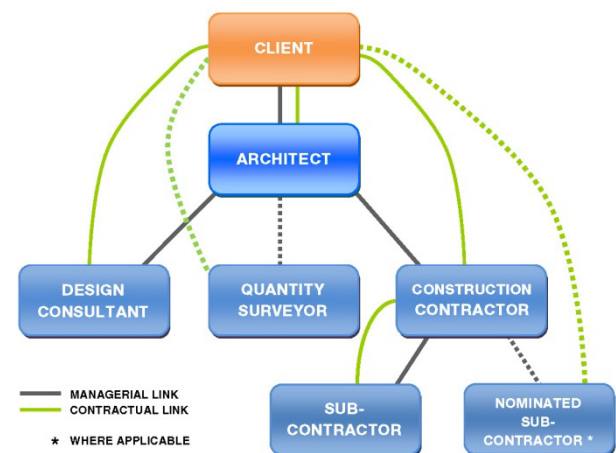 CLIENT
ARCHITECT
DESIGN
CONSULTANT
QUANTITY
SURVEYOR
CONSTRUCTION
CONTRACTOR
SUB-
CONTRACTOR
NOMINATED
SUB-
CONTRACTOR *
MANAGERIAL LINK
CONTRACTUAL LINK
* WHERE APPLICABLE